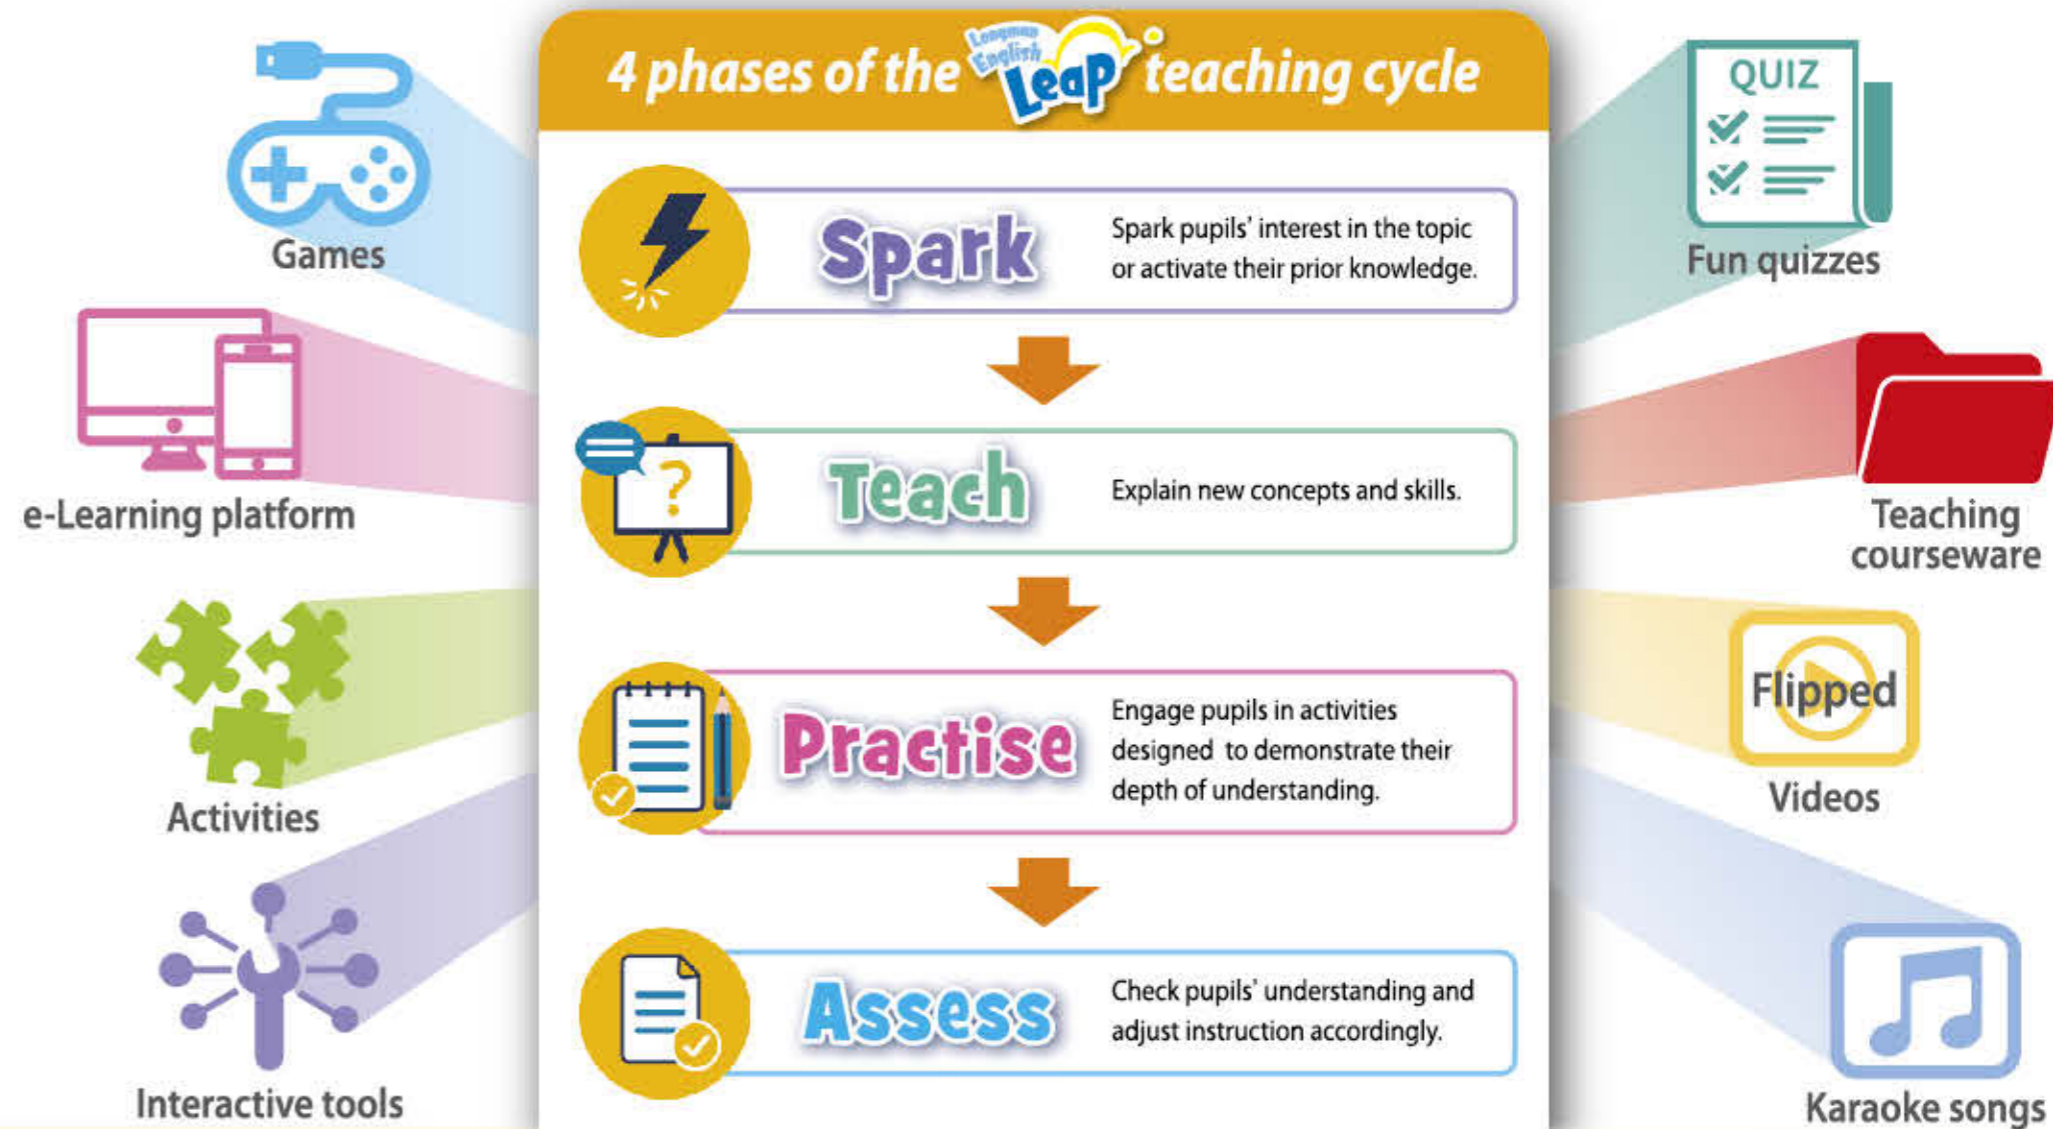 4 phases of the Longman English Leap teaching cycle
Games
e-Learning platform
Activities
Interactive tools
Spark
Spark pupils' interest in the topic
or activate their prior knowledge.
Teach
Explain new concepts and skills.
Practise
Engage pupils in activities
designed to demonstrate their
depth of understanding.
Assess
Check pupils' understanding and
adjust instruction accordingly.
QUIZ
Fun quizzes
Teaching
courseware
Flipped
Videos
Karaoke songs